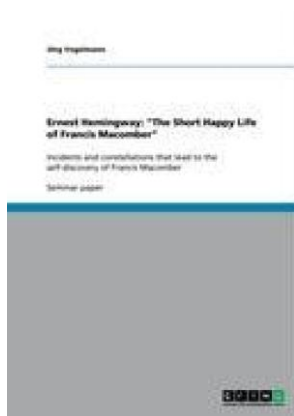 Jörg Vogelmann
Ernest Hemingway: "The Short Happy Life
of Francis Macomber"
Incidents and constellations that lead to the
self-discovery of Francis Macomber
Seminar paper
GRIN